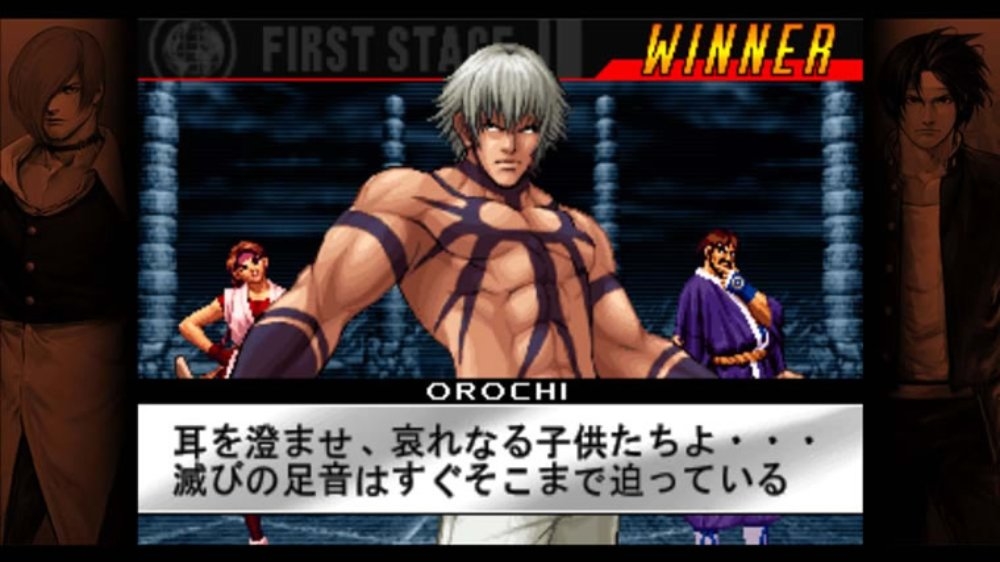 FIRST STAGE
WINNER
OROCHI
耳を澄ませ、哀れなる子供たちよ・・・
滅びの足音はすぐそこまで迫っている